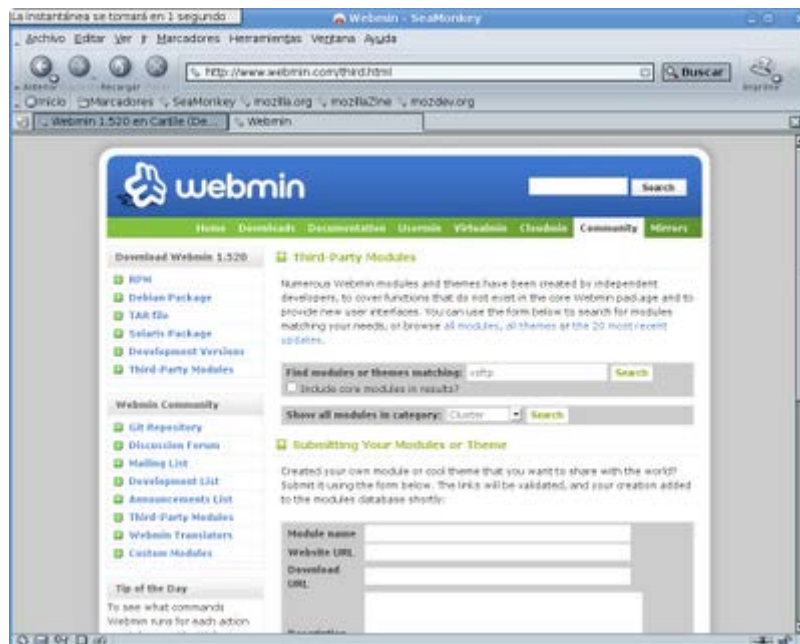 La instantánea se tomará en 1 segundo
Webmin - SeaMonkey
Archivo Editar Ver Ir Marcadores Herramientas Ventana Ayuda
Anterior Recargar http://www.webmin.com/third.html Buscar Imprimir
Inicio Marcadores SeaMonkey mozilla.org mozillaZine mozdev.org
Webmin 1.520 en Cartlle (De... Webmin
webmin
Search
Home Downloads Documentation Usermin Virtualmin Cloudmin Community Mirrors
Download Webmin 1.520
RPM
Debian Package
TAR file
Solaris Package
Development Versions
Third-Party Modules
Webmin Community
Git Repository
Discussion Forum
Mailing List
Development List
Announcements List
Third-Party Modules
Webmin Translators
Custom Modules
Tip of the Day
To see what commands
Webmin runs for each action
Third-Party Modules
Numerous Webmin modules and themes have been created by independent
developers, to cover functions that do not exist in the core Webmin package and to
provide new user interfaces. You can use the form below to search for modules
matching your needs, or browse all modules, all themes or the 20 most recent
updates.
Find modules or themes matching: vsftp Search
Include core modules in results?
Show all modules in category: Cluster Search
Submitting Your Modules or Theme
Created your own module or cool theme that you want to share with the world?
Submit it using the form below. The links will be validated, and your creation added
to the modules database shortly:
Module name
Website URL
Download
URL
Description